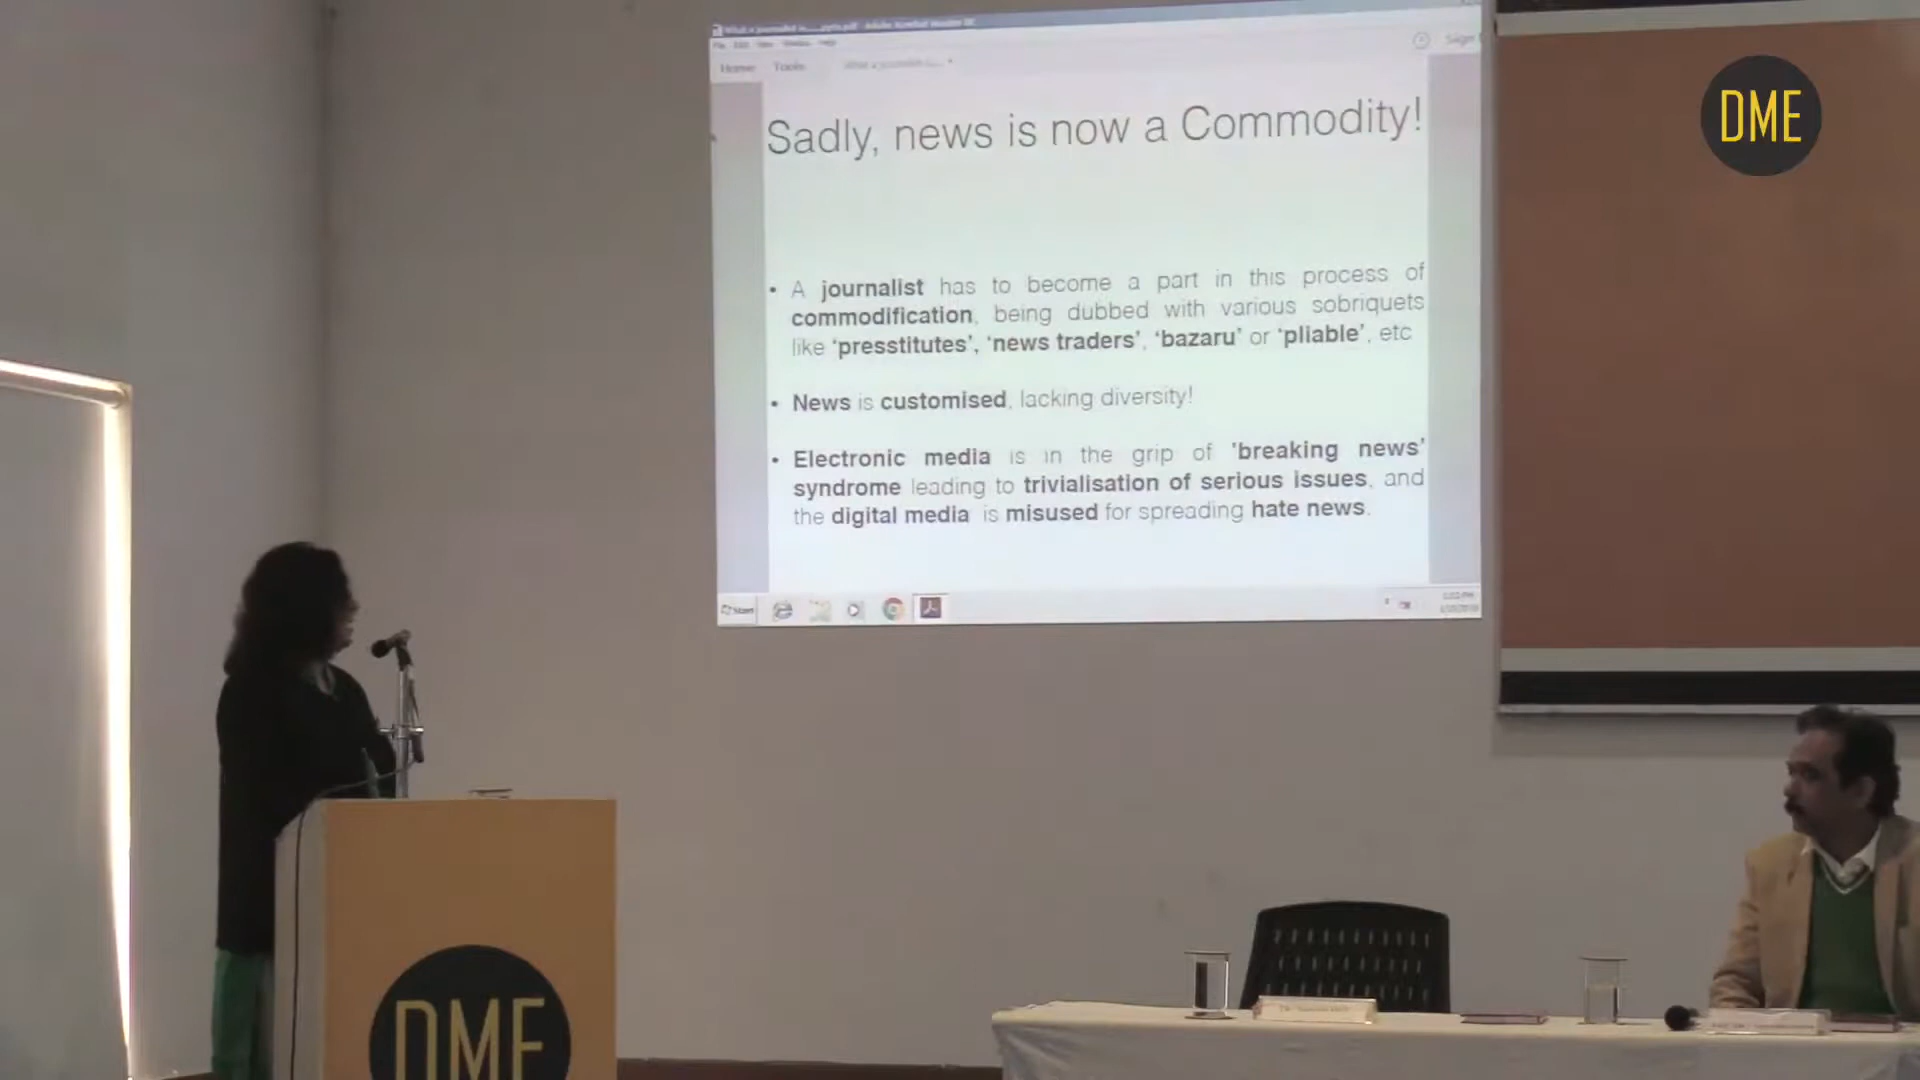 Home Tools
Sign
DME
Sadly, news is now a Commodity!
• A journalist has to become a part in this process of
commodification, being dubbed with various sobriquets
like ‘presstitutes’, ‘news traders’, ‘bazaru’ or ‘pliable’, etc
• News is customised, lacking diversity!
• Electronic media is in the grip of ‘breaking news’
syndrome leading to trivialisation of serious issues, and
the digital media is misused for spreading hate news.
Start
DME